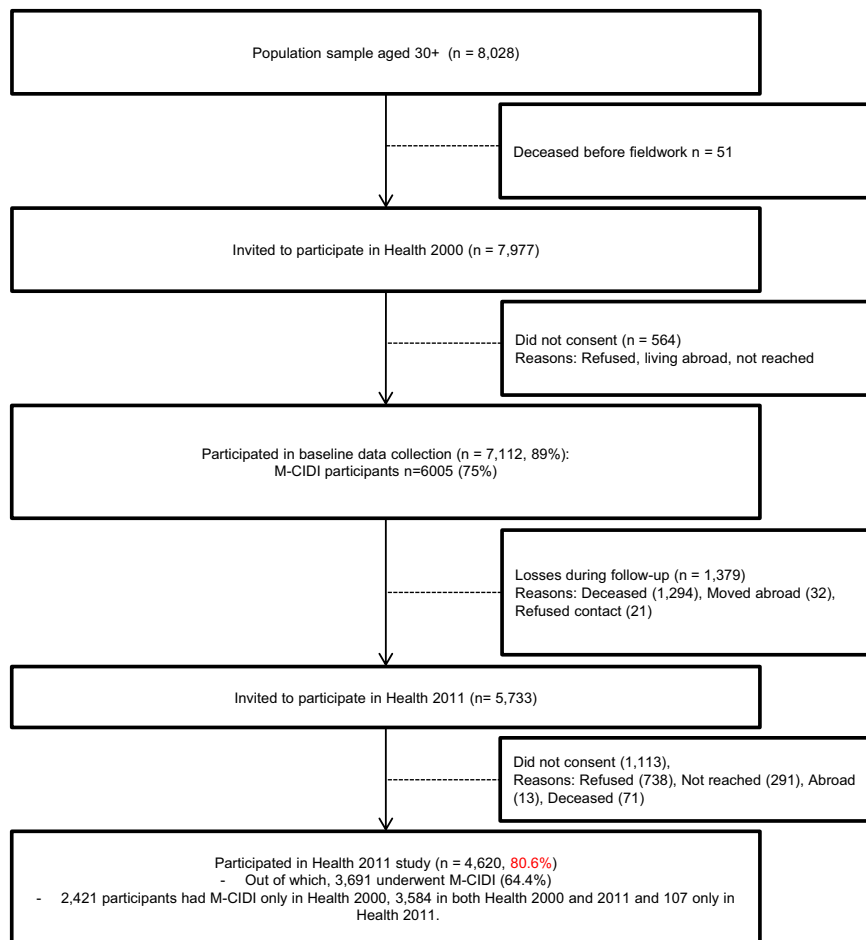 Population sample aged 30+  (n = 8,028)
Deceased before fieldwork n = 51
Invited to participate in Health 2000 (n = 7,977)
Did not consent (n = 564)
Reasons: Refused, living abroad, not reached
Participated in baseline data collection (n = 7,112, 89%):
M-CIDI participants n=6005 (75%)
Losses during follow-up (n = 1,379)
Reasons: Deceased (1,294), Moved abroad (32),
Refused contact (21)
Invited to participate in Health 2011 (n= 5,733)
Did not consent (1,113),
Reasons: Refused (738), Not reached (291), Abroad
(13), Deceased (71)
Participated in Health 2011 study (n = 4,620, 80.6%)
- Out of which, 3,691 underwent M-CIDI (64.4%)
- 2,421 participants had M-CIDI only in Health 2000, 3,584 in both Health 2000 and 2011 and 107 only in
Health 2011.